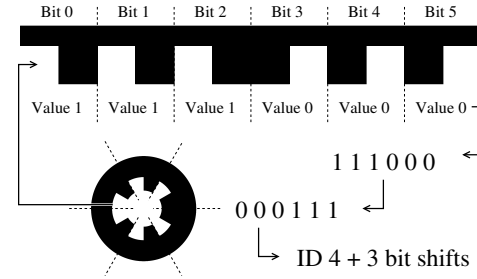 Bit 0 Bit 1 Bit 2 Bit 3 Bit 4 Bit 5
Value 1 Value 1 Value 1 Value 0 Value 0 Value 0
1 1 1 0 0 0
0 0 0 1 1 1
ID 4 + 3 bit shifts